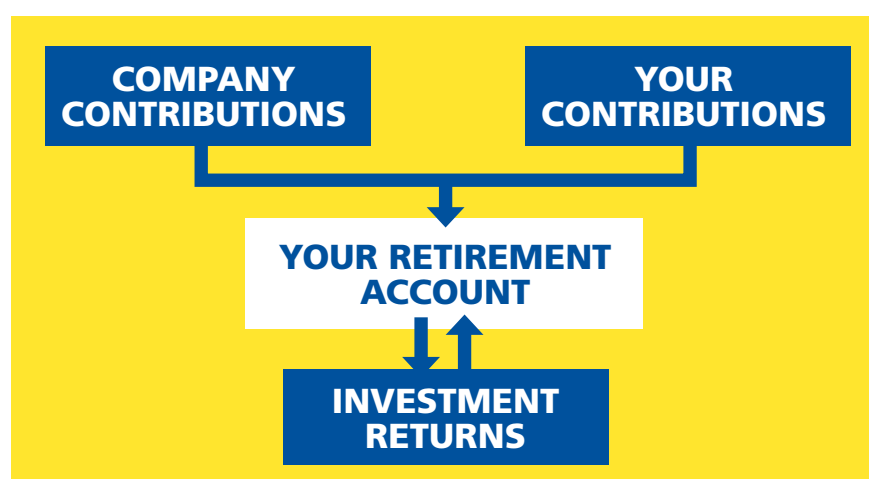 COMPANY
CONTRIBUTIONS
YOUR
CONTRIBUTIONS
YOUR RETIREMENT
ACCOUNT
INVESTMENT
RETURNS